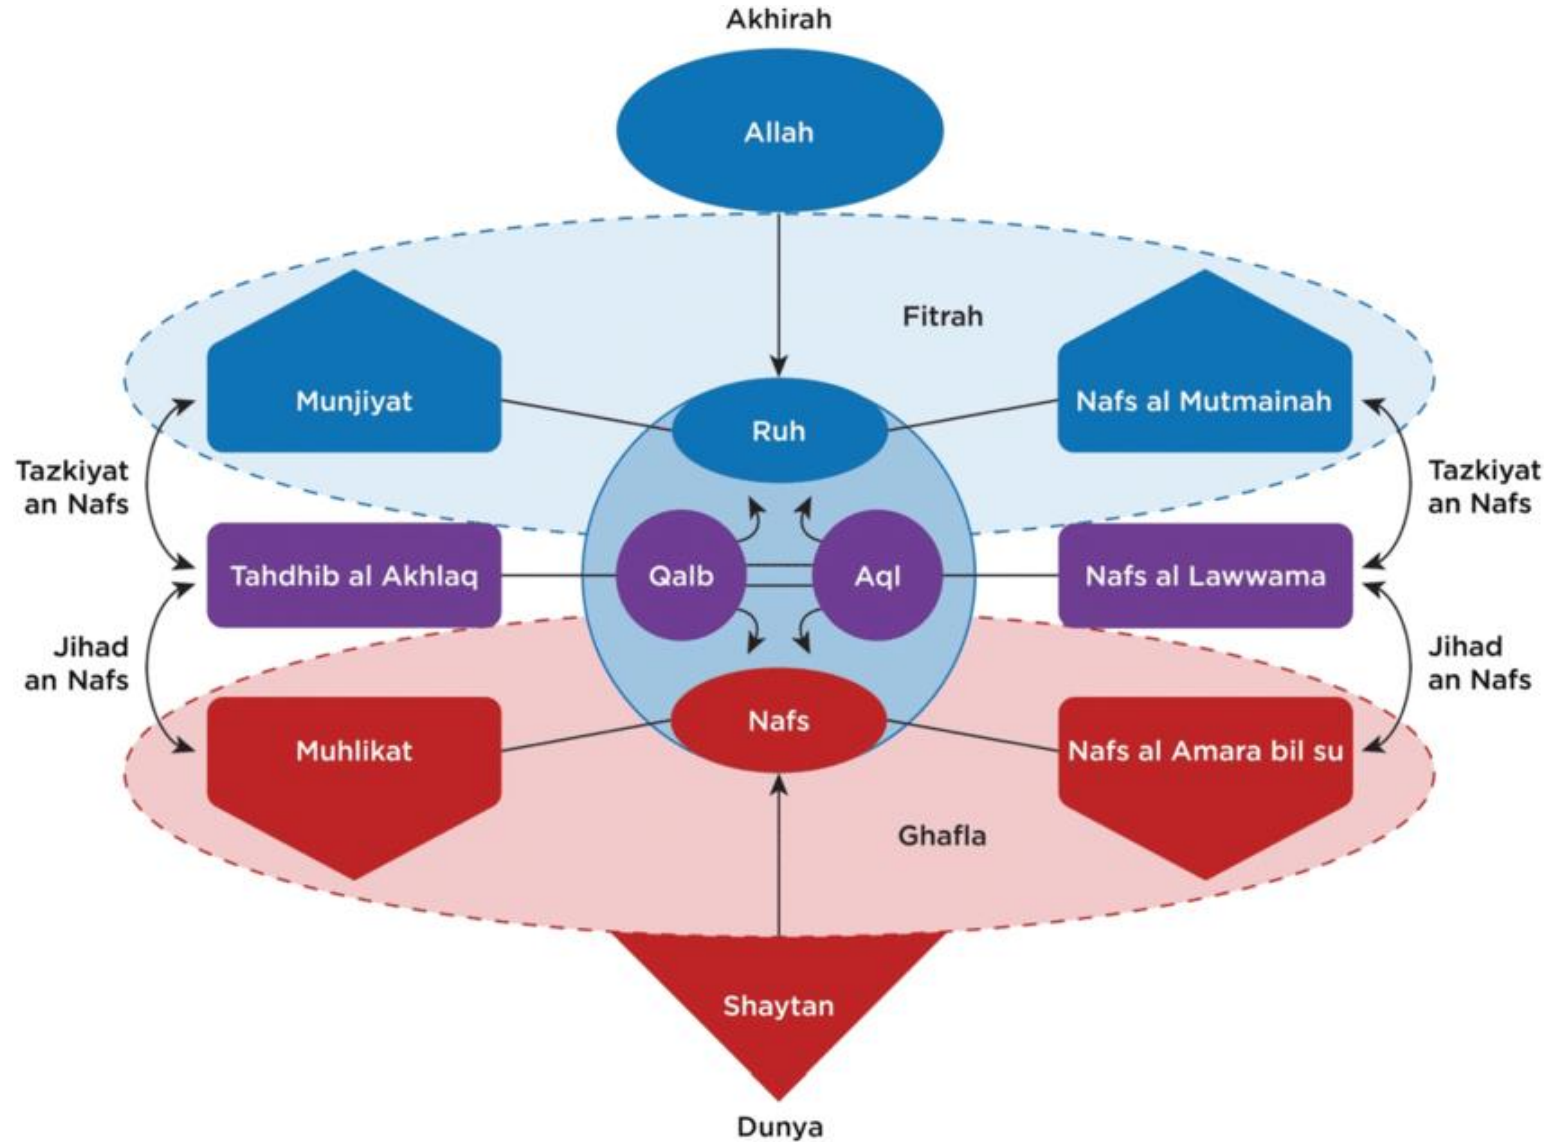 Akhirah
Allah
Fitrah
Munjiyat
Ruh
Nafs al Mutmainah
Tazkiyat
an Nafs
Tazkiyat
an Nafs
Tahdhib al Akhlaq
Qalb
Aql
Nafs al Lawwama
Jihad
an Nafs
Jihad
an Nafs
Muhlikat
Nafs
Nafs al Amara bil su
Ghafla
Shaytan
Dunya